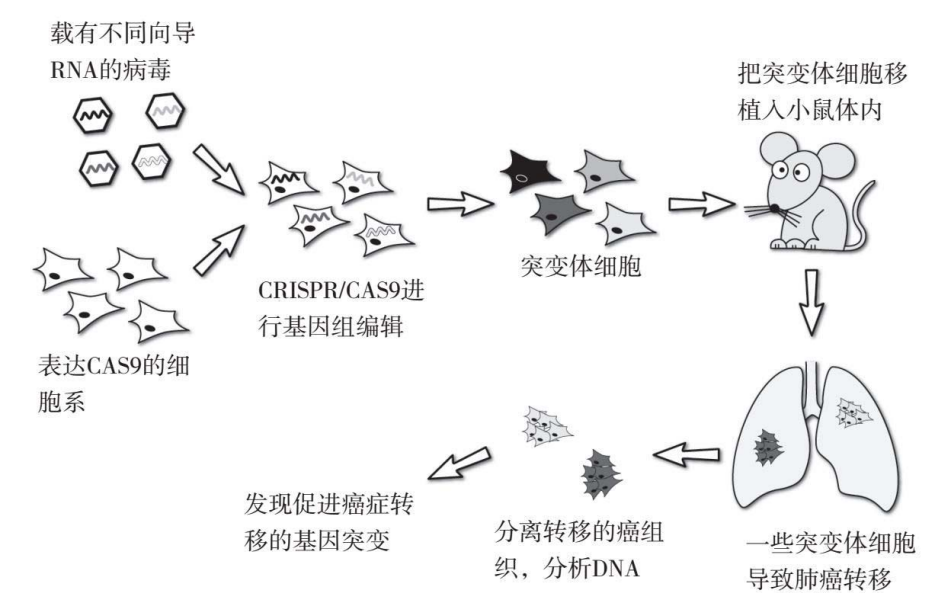 载有不同向导
RNA的病毒
表达CAS9的细
胞系
CRISPR/CAS9进
行基因组编辑
突变体细胞
把突变体细胞移
植入小鼠体内
一些突变体细胞
导致肺癌转移
分离转移的癌组
织，分析DNA
发现促进癌症转
移的基因突变